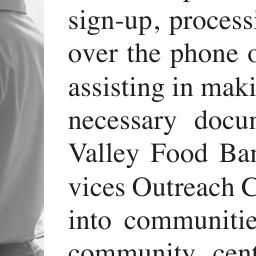 sign-up, processi
over the phone o
assisting in maki
necessary docum
Valley Food Ban
vices Outreach C
into communitie
community cent